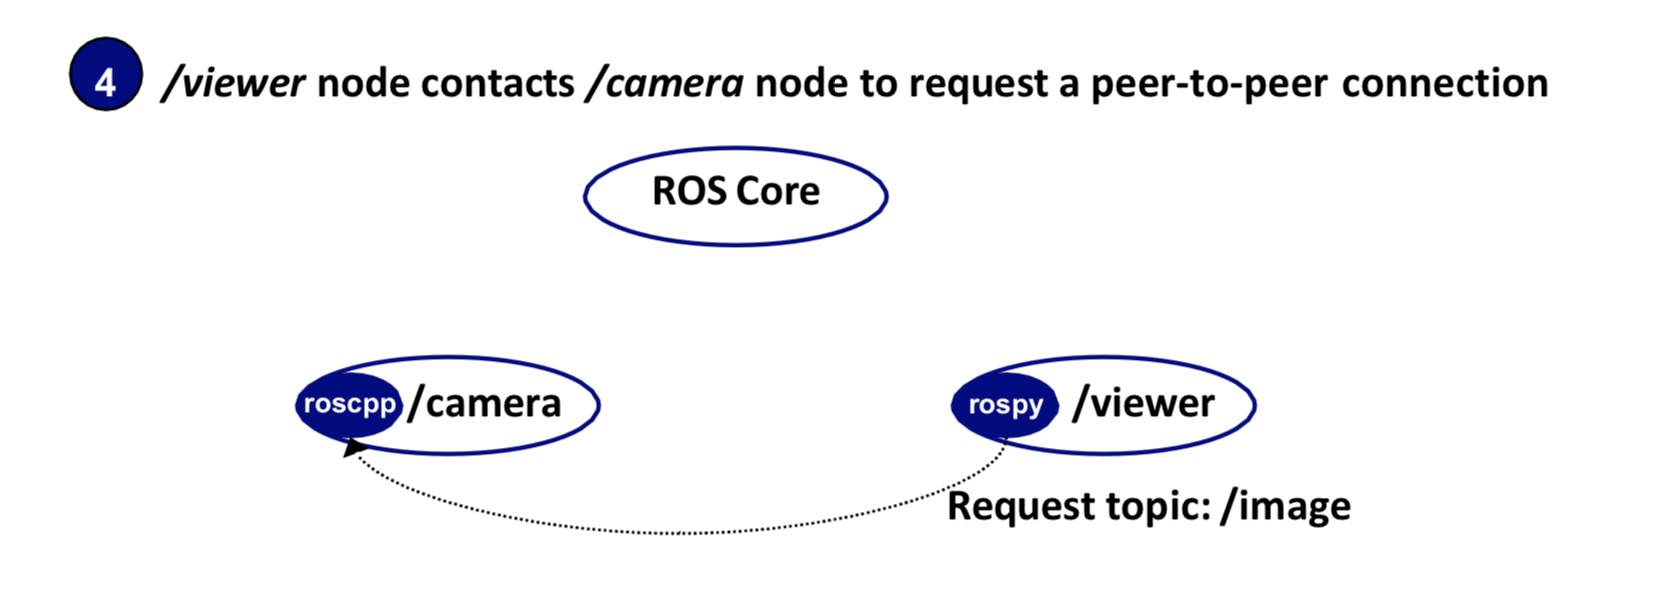 4 /viewer node contacts /camera node to request a peer-to-peer connection
ROS Core
roscpp /camera
rospy /viewer
Request topic: /image